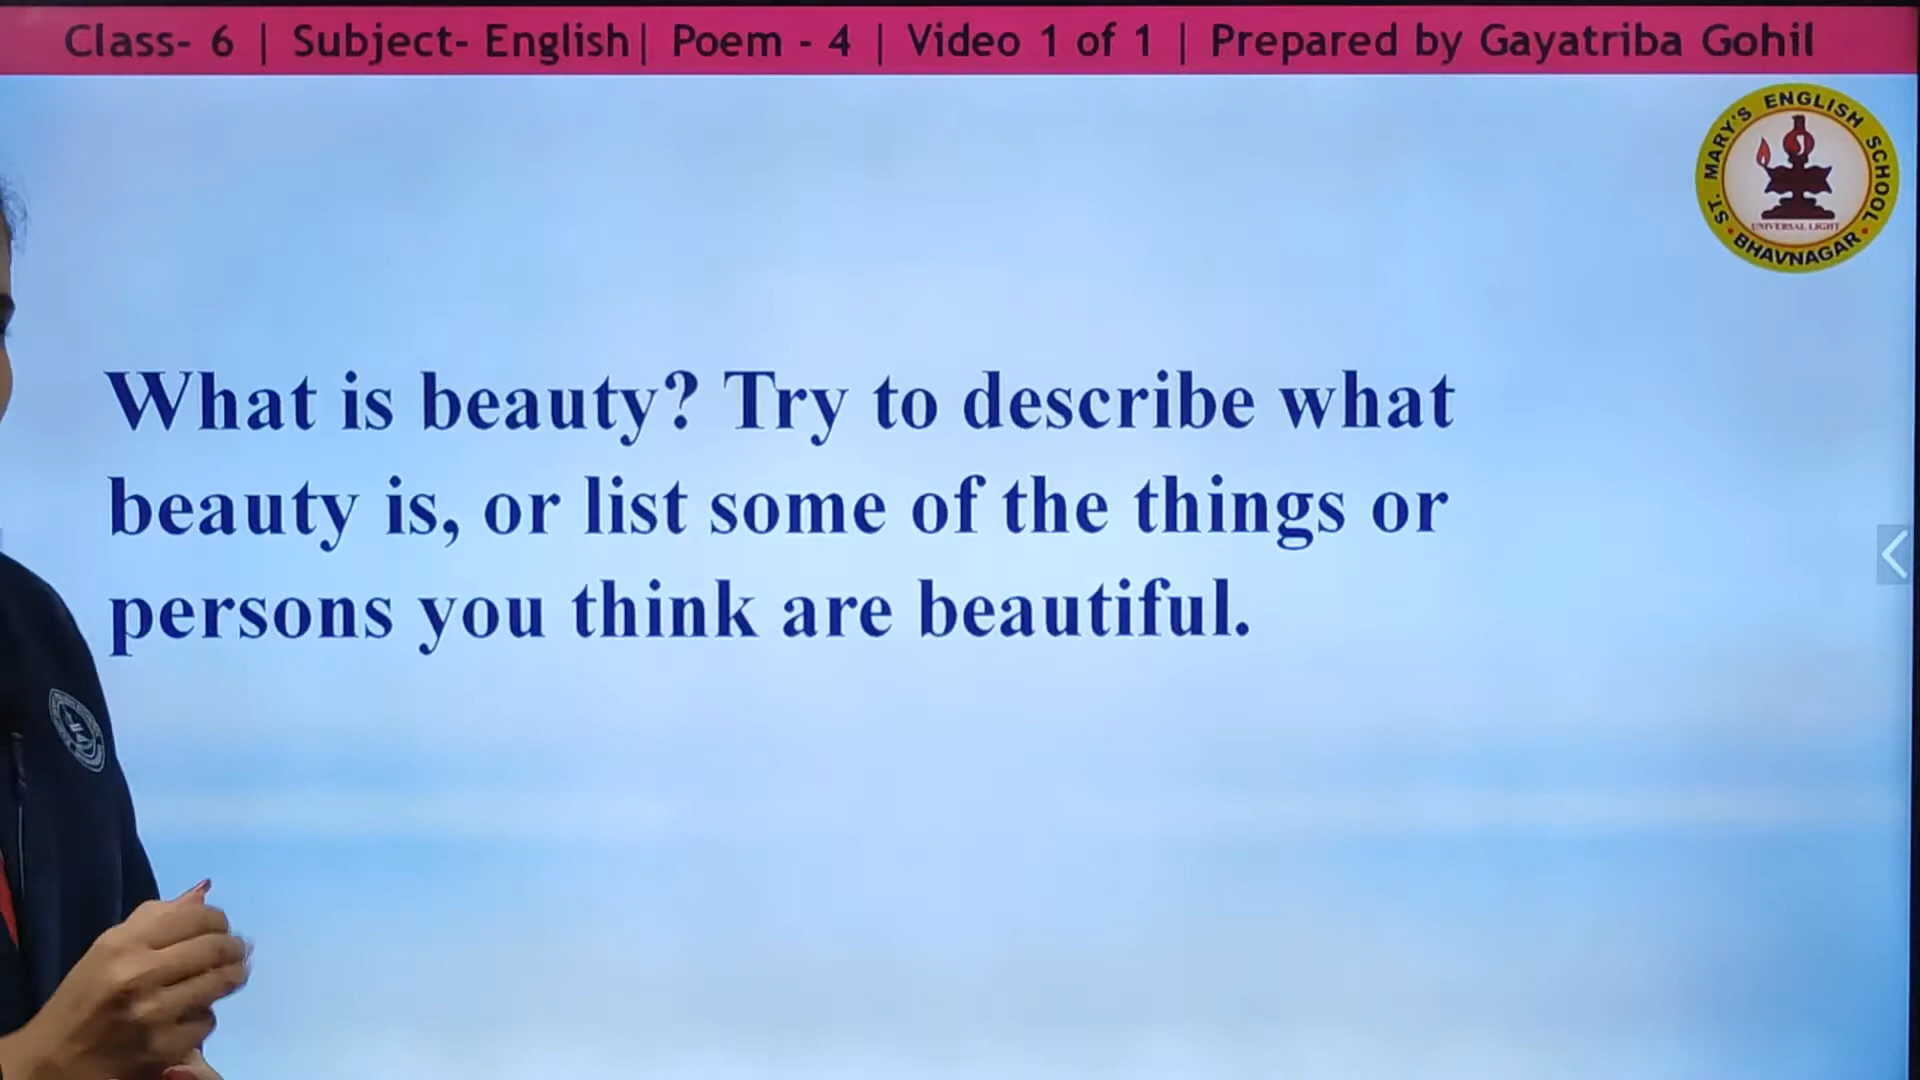 Class- 6 | Subject- English| Poem - 4 | Video 1 of 1 | Prepared by Gayatriba Gohil
ST. MARY'S ENGLISH SCHOOL
UNIVERSAL LIGHT
BHAVNAGAR
What is beauty? Try to describe what
beauty is, or list some of the things or
persons you think are beautiful.